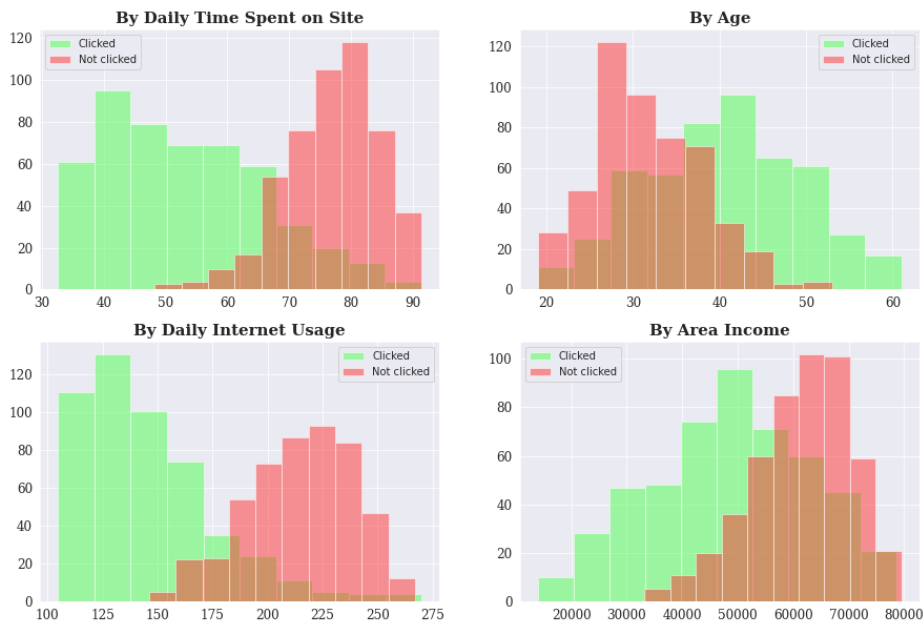 By Daily Time Spent on Site
120
100
80
60
40
20
0
30 40 50 60 70 80 90
Clicked
Not clicked
By Age
120
100
80
60
40
20
0
20 30 40 50 60
Clicked
Not clicked
By Daily Internet Usage
120
100
80
60
40
20
0
100 125 150 175 200 225 250 275
Clicked
Not clicked
By Area Income
100
80
60
40
20
0
20000 30000 40000 50000 60000 70000 80000
Clicked
Not clicked